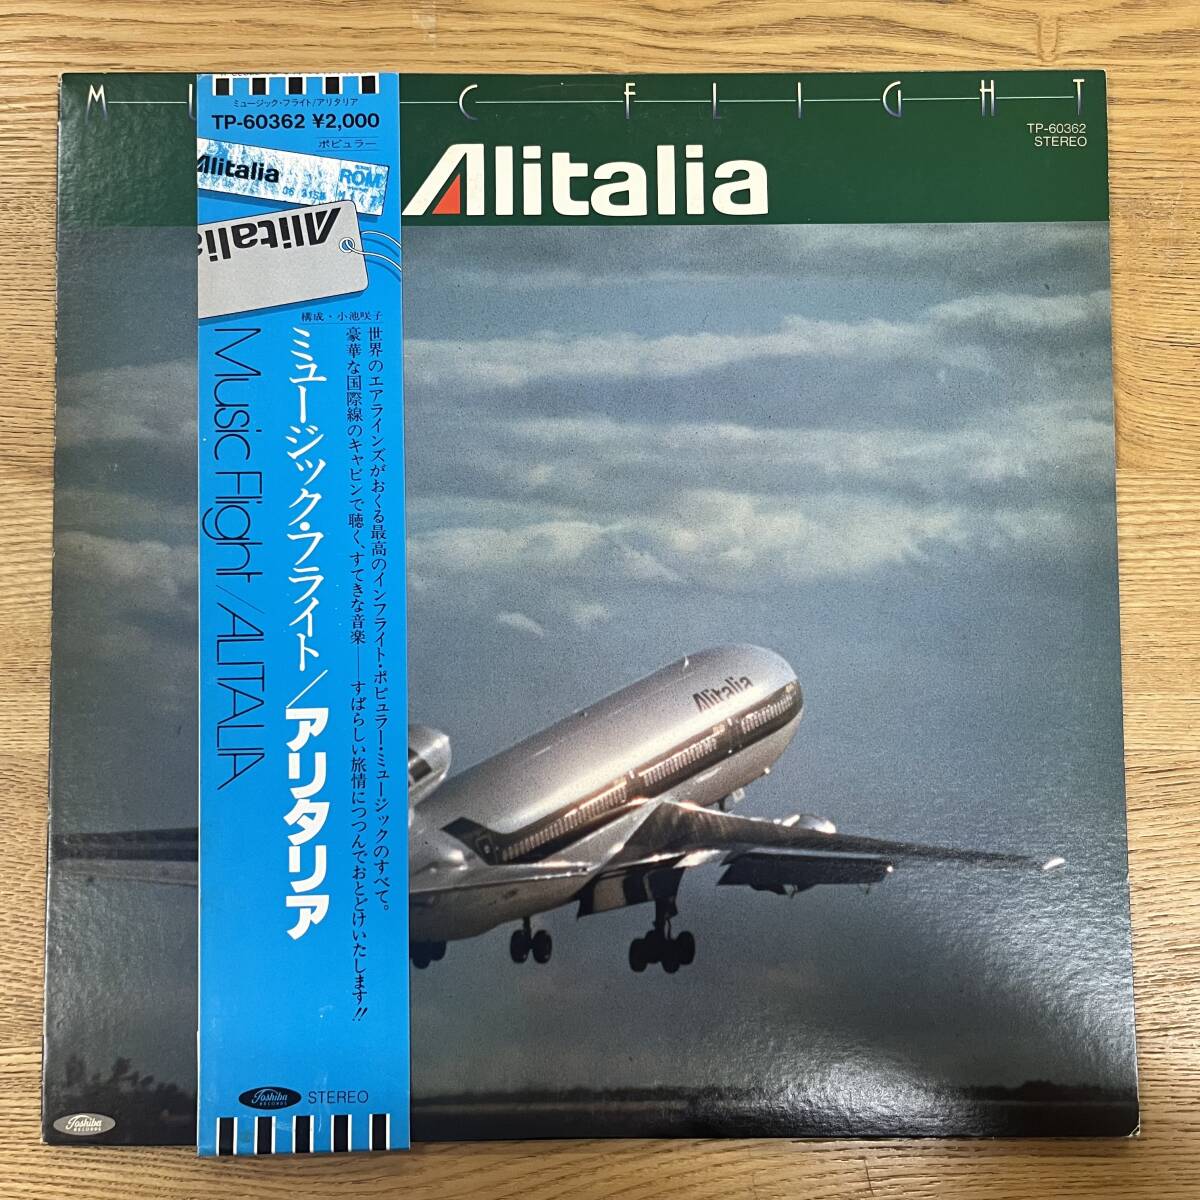 MU C FLIGHT
TP-60362
STEREO
Alitalia
ミュージック・フライト/アリタリア
TP-60362 ¥2,000
ポピュラー
Alitalia
ROM
Alitalia
構成・小池咲子
世界のエアラインズがおくる最高のインフライト・ポピュラー・ミュージックのすべて。
豪華な国際線のキャビンで聴く、すてきな音楽──すばらしい旅情につつんでおとどけいたします!!
ミュージック・フライト/アリタリア
Music Flight/ALITALIA
Alitalia
Toshiba
RECORDS
STEREO
Toshiba
RECORDS